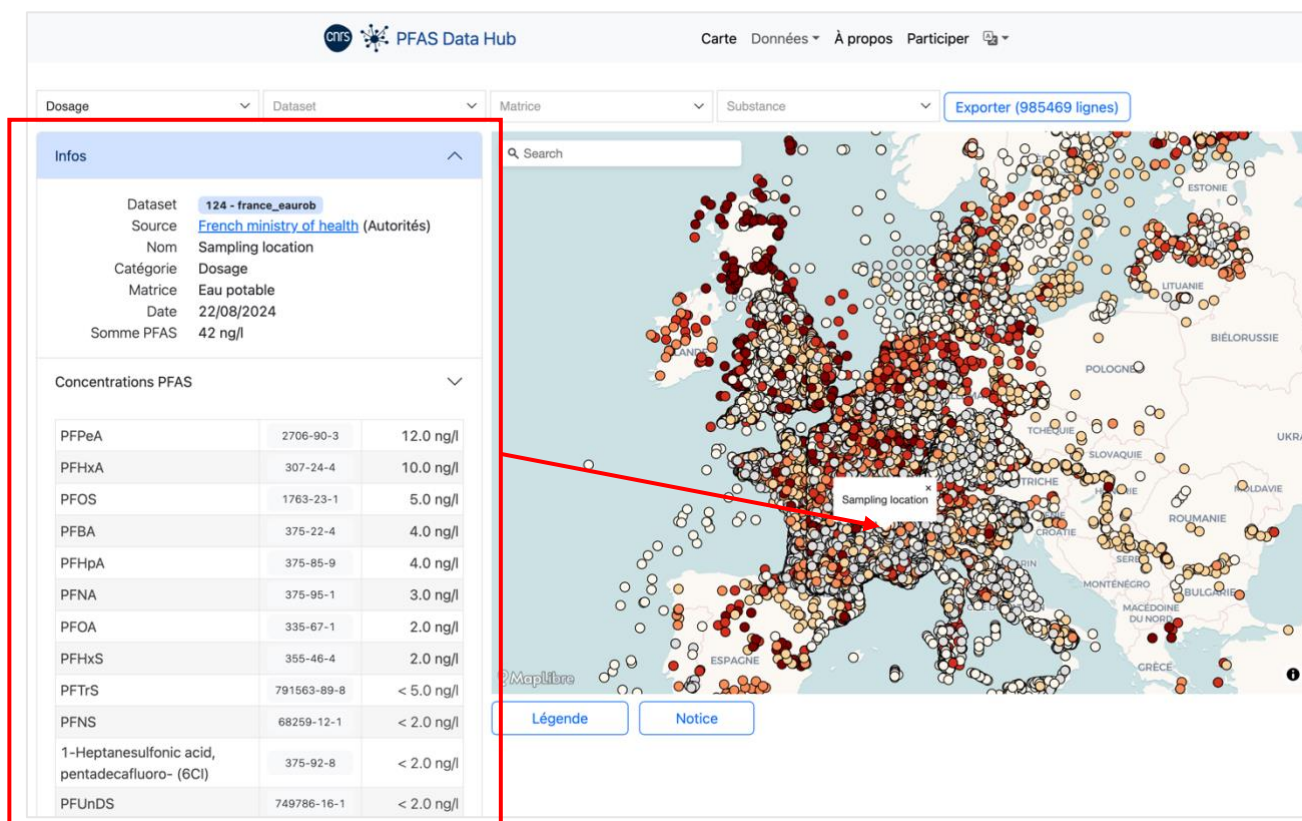 cnrs PFAS Data Hub
Carte Données À propos Participer
Dosage Dataset Matrice Substance Exporter (985469 lignes)
Infos
Dataset 124 - france_eaurob
Source French ministry of health (Autorités)
Nom Sampling location
Catégorie Dosage
Matrice Eau potable
Date 22/08/2024
Somme PFAS 42 ng/l
Concentrations PFAS
PFPeA 2706-90-3 12.0 ng/l
PFHxA 307-24-4 10.0 ng/l
PFOS 1763-23-1 5.0 ng/l
PFBA 375-22-4 4.0 ng/l
PFHpA 375-85-9 4.0 ng/l
PFNA 375-95-1 3.0 ng/l
PFOA 335-67-1 2.0 ng/l
PFHxS 355-46-4 2.0 ng/l
PFTrS 791563-89-8 < 5.0 ng/l
PFNS 68259-12-1 < 2.0 ng/l
1-Heptanesulfonic acid,
pentadecafluoro- (6CI) 375-92-8 < 2.0 ng/l
PFUnDS 749786-16-1 < 2.0 ng/l
Search
ESTONIE
LITUANIE
BIÉLORUSSIE
POLOGNE
UKRA
TCHÉQUIE
SLOVAQUIE
TRICHE
MOLDAVIE
Sampling location
×
ROUMANIE
CROATIE
SERB
MONTÉNÉGRO
BULGARIE
MACÉDOINE
DU NORD
ESPAGNE
GRÈCE
MapLibre
Légende Notice